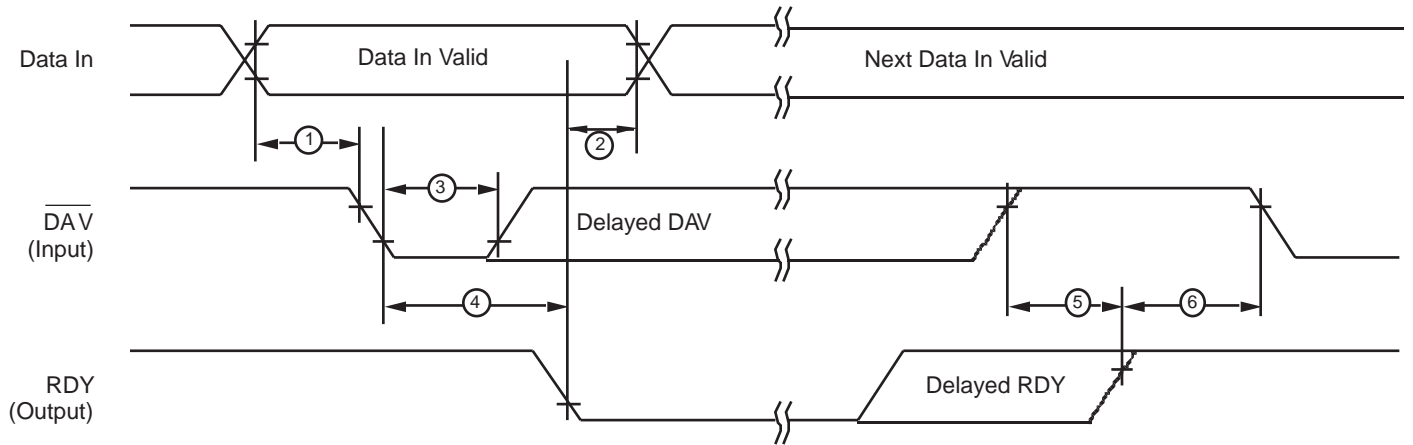 Data In
Data In Valid
Next Data In Valid
1
2
3
DAV
(Input)
Delayed DAV
4
5
6
RDY
(Output)
Delayed RDY